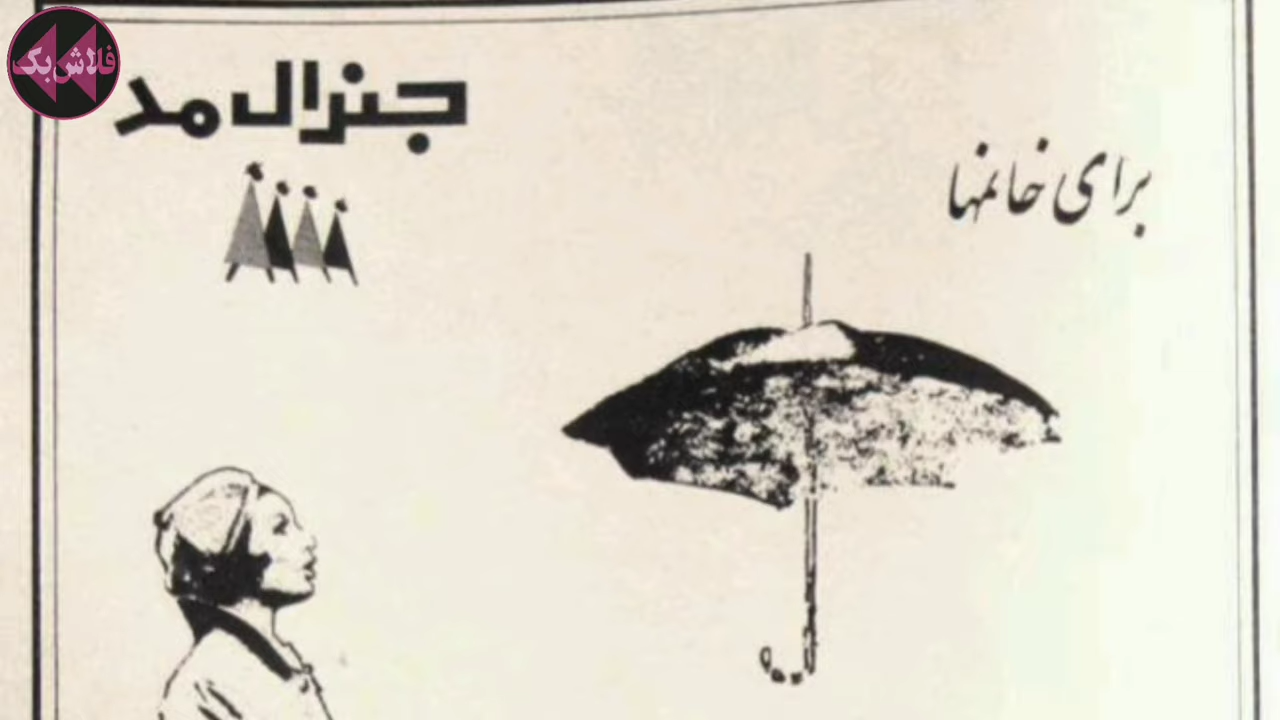 فلاش بک
جنرال مد
برای خانمها